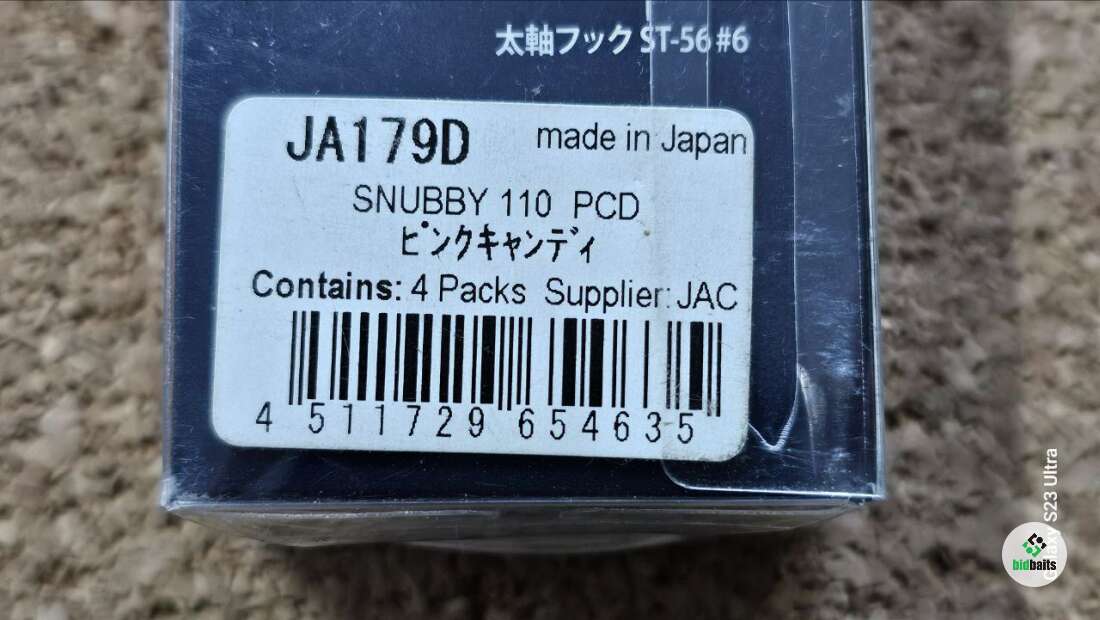 太軸フック ST-56 #6
JA179D made in Japan
SNUBBY 110 PCD
ピンクキャンディ
Contains: 4 Packs Supplier: JAC
4 511729 654635
Galaxy S23 Ultra
bidbaits